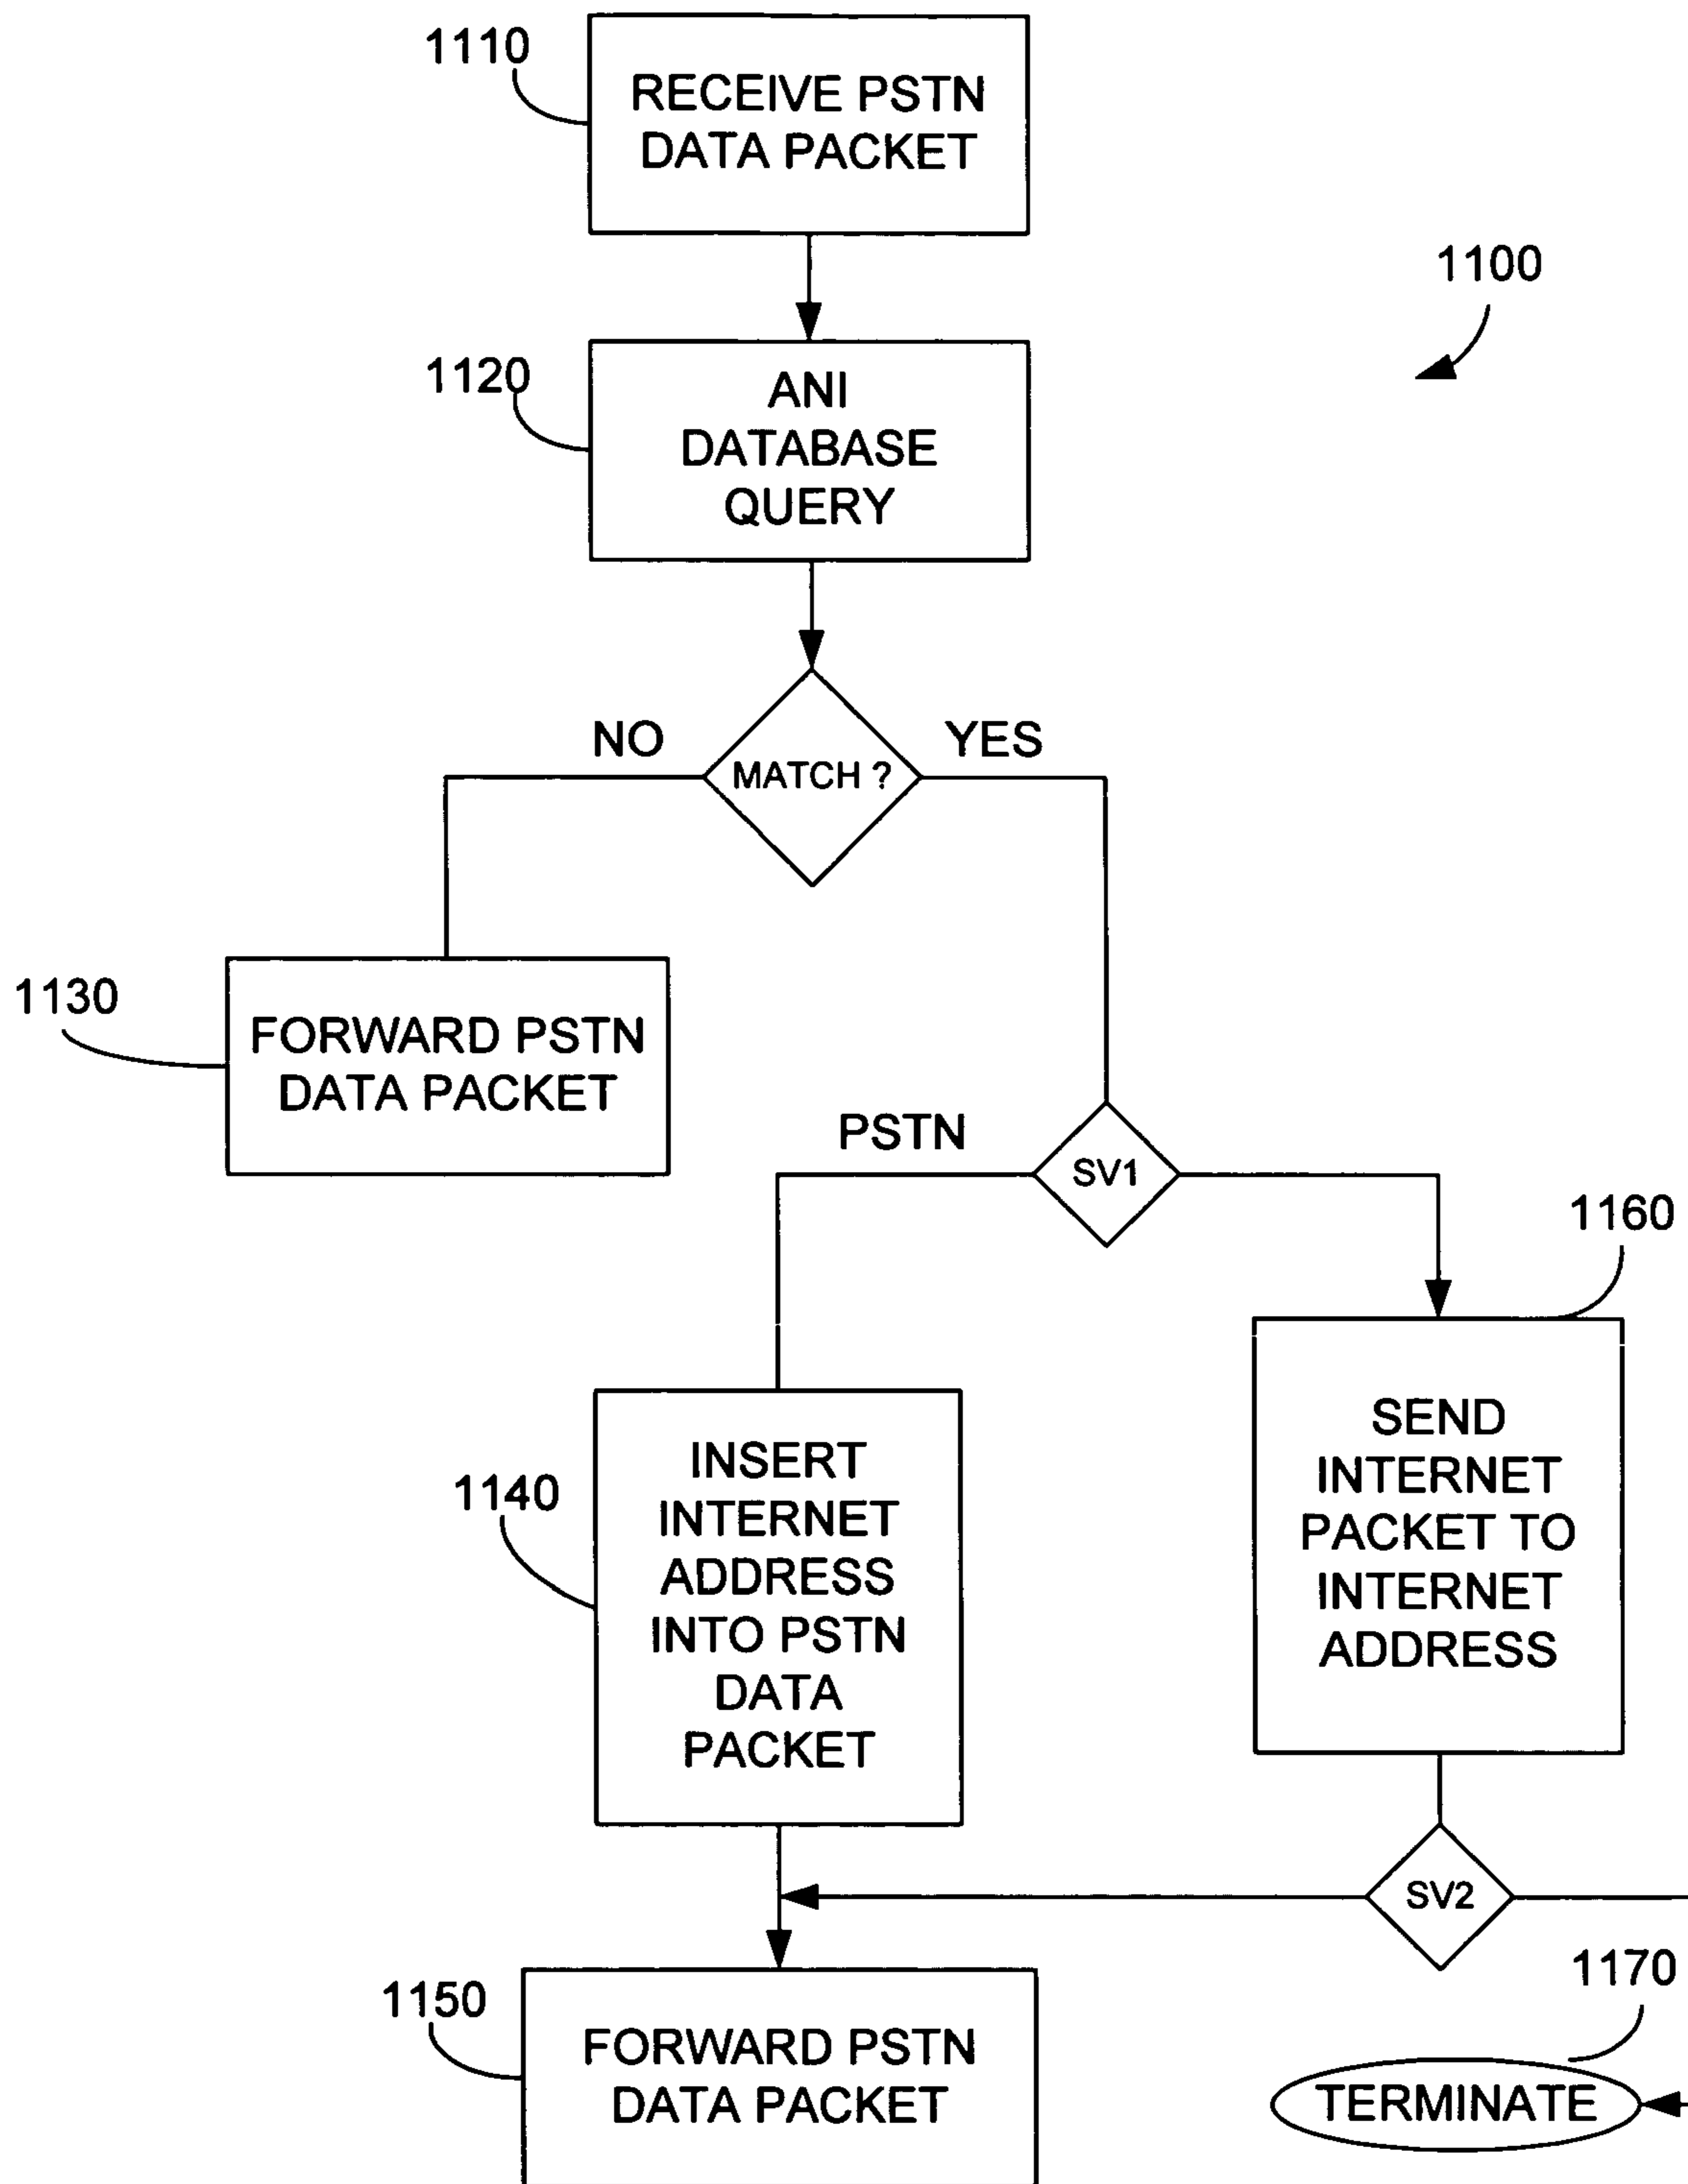 1110
RECEIVE PSTN
DATA PACKET
1100
1120
ANI
DATABASE
QUERY
NO
YES
MATCH ?
1130
FORWARD PSTN
DATA PACKET
PSTN
SV1
1160
SEND
INTERNET
PACKET TO
INTERNET
ADDRESS
1140
INSERT
INTERNET
ADDRESS
INTO PSTN
DATA
PACKET
SV2
1150
FORWARD PSTN
DATA PACKET
1170
TERMINATE